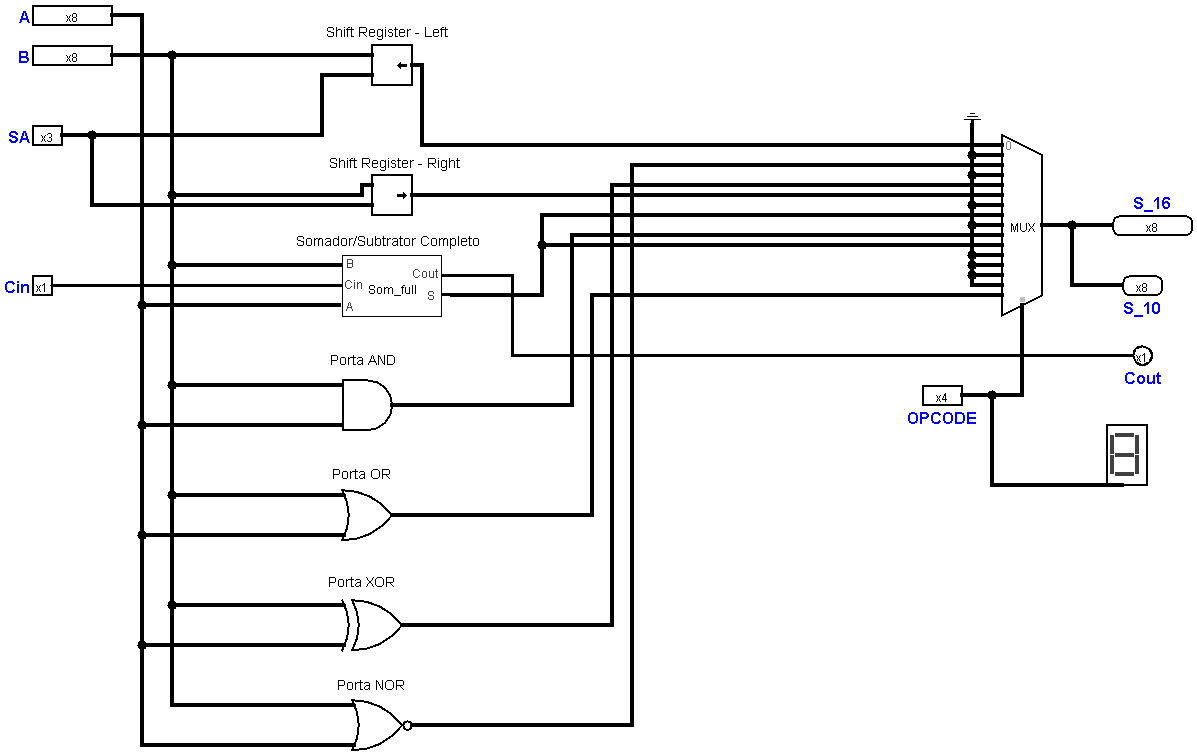 A x8
B x8
Shift Register - Left
SA x3
Shift Register - Right
0
MUX
S_16
x8
Somador/Subtrator Completo
B
Cin
A
Som_full
Cout
S
Cin x1
x8
S_10
x1
Cout
Porta AND
x4
OPCODE
Porta OR
Porta XOR
Porta NOR